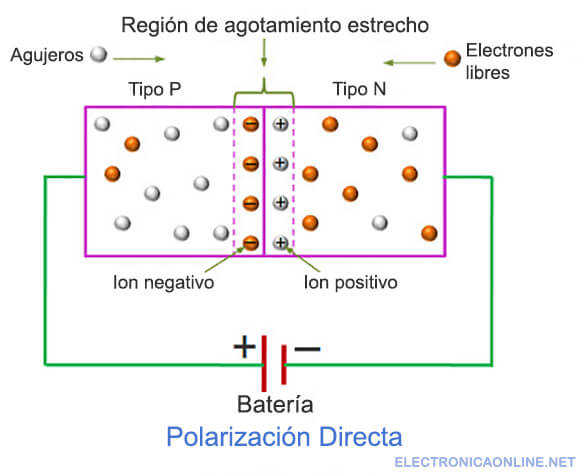 Región de agotamiento estrecho
Agujeros
Electrones
libres
Tipo P
Tipo N
Ion negativo
Ion positivo
+ −
Batería
Polarización Directa
ELECTRONICAONLINE.NET